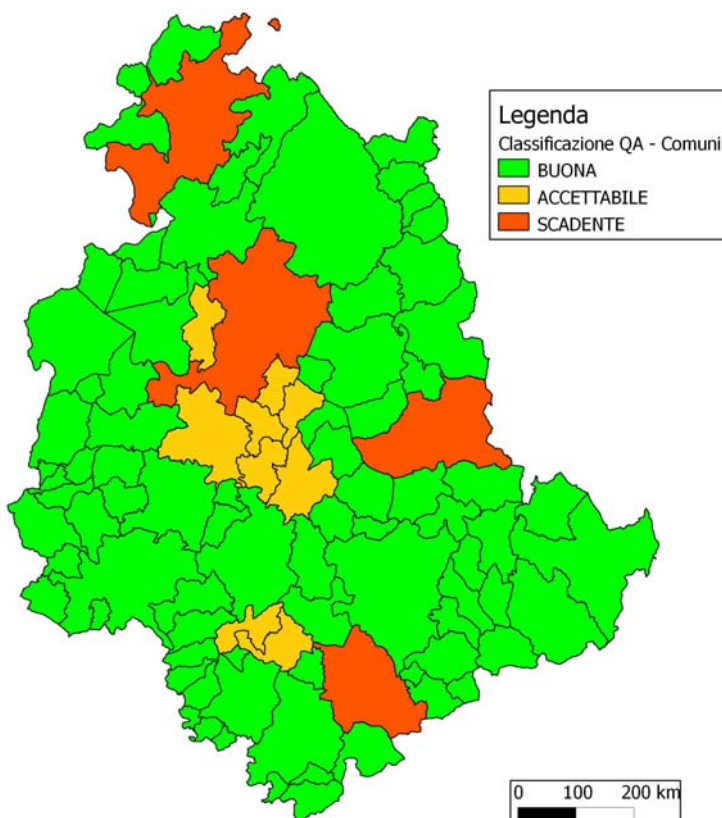 Legenda
Classificazione QA - Comuni
BUONA
ACCETTABILE
SCADENTE
0 100 200 km